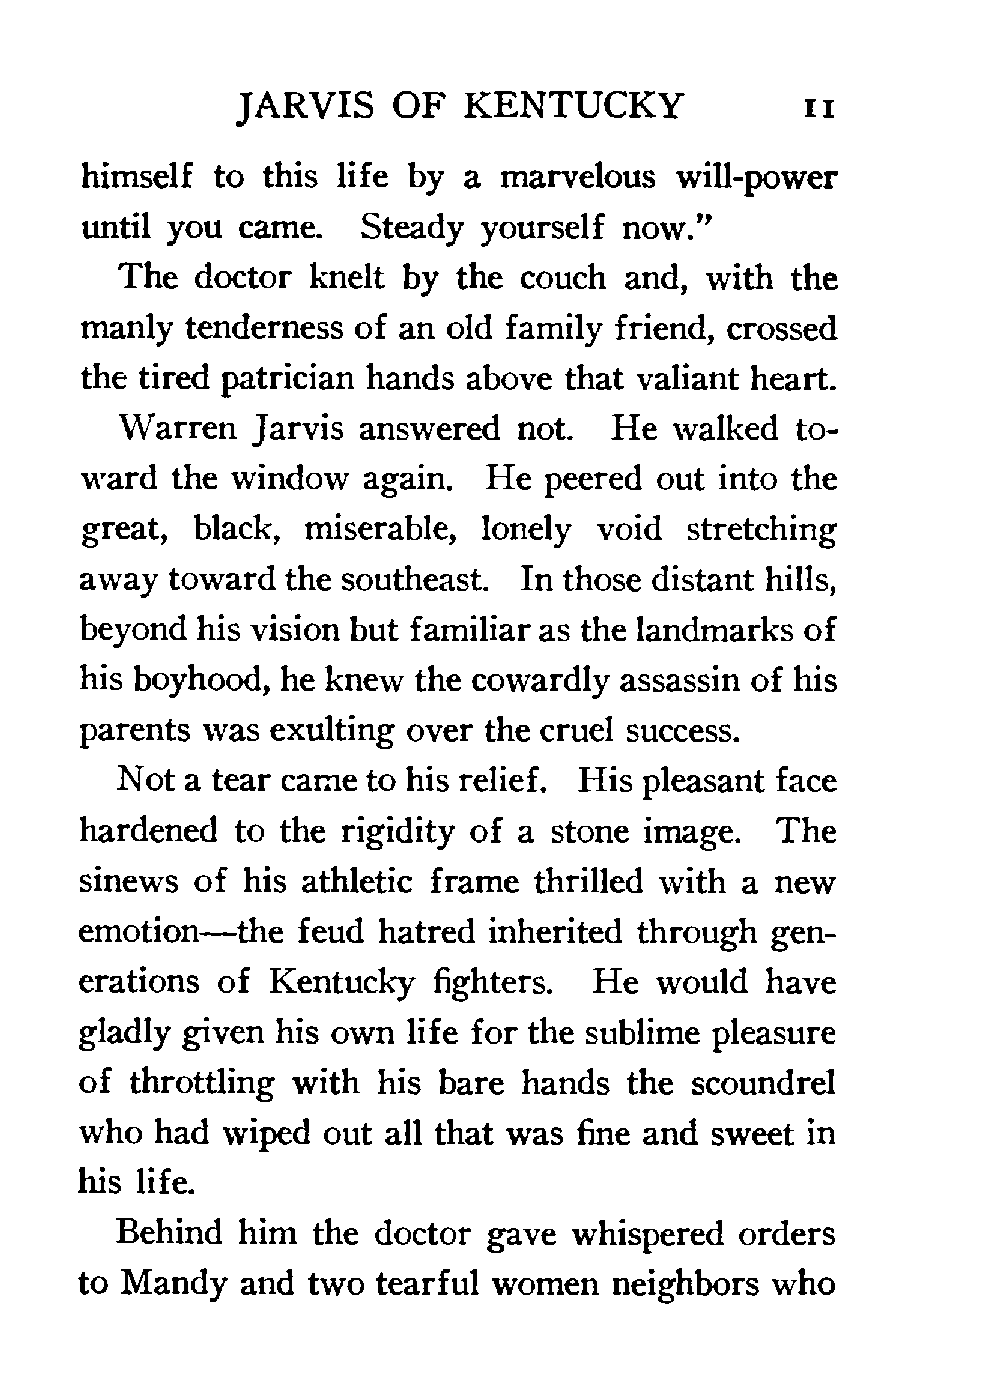 JARVIS OF KENTUCKY 11
himself to this life by a marvelous will-power
until you came. Steady yourself now."
The doctor knelt by the couch and, with the
manly tenderness of an old family friend, crossed
the tired patrician hands above that valiant heart.
Warren Jarvis answered not. He walked to-
ward the window again. He peered out into the
great, black, miserable, lonely void stretching
away toward the southeast. In those distant hills,
beyond his vision but familiar as the landmarks of
his boyhood, he knew the cowardly assassin of his
parents was exulting over the cruel success.
Not a tear came to his relief. His pleasant face
hardened to the rigidity of a stone image. The
sinews of his athletic frame thrilled with a new
emotion—the feud hatred inherited through gen-
erations of Kentucky fighters. He would have
gladly given his own life for the sublime pleasure
of throttling with his bare hands the scoundrel
who had wiped out all that was fine and sweet in
his life.
Behind him the doctor gave whispered orders
to Mandy and two tearful women neighbors who